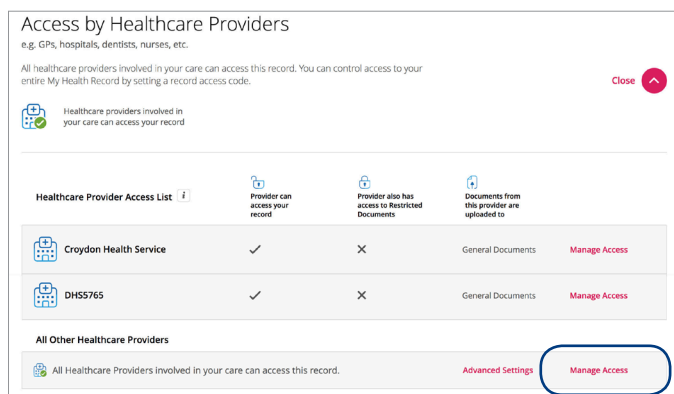 Access by Healthcare Providers
e.g. GPs, hospitals, dentists, nurses, etc.
All healthcare providers involved in your care can access this record. You can control access to your
entire My Health Record by setting a record access code.
Close
Healthcare providers involved in
your care can access your record
Healthcare Provider Access List i
Provider can
access your
record
Provider also has
access to Restricted
Documents
Documents from
this provider are
uploaded to
Croydon Health Service General Documents Manage Access
DHS5765 General Documents Manage Access
All Other Healthcare Providers
All Healthcare Providers involved in your care can access this record. Advanced Settings Manage Access